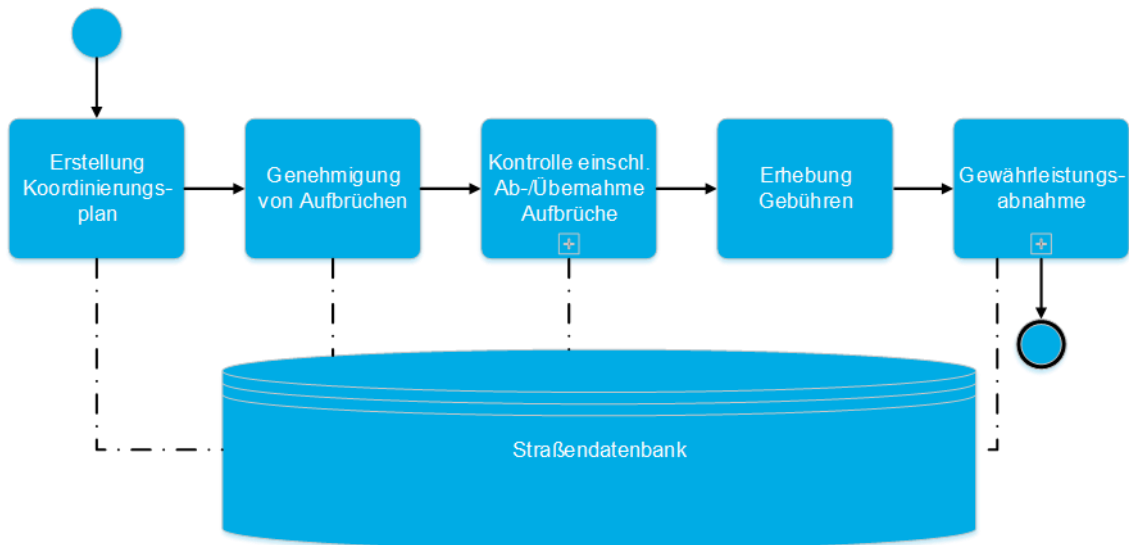 Erstellung
Koordinierungs-
plan
Genehmigung
von Aufbrüchen
Kontrolle einschl.
Ab-/Übernahme
Aufbrüche
Erhebung
Gebühren
Gewährleistungs-
abnahme
Straßendatenbank